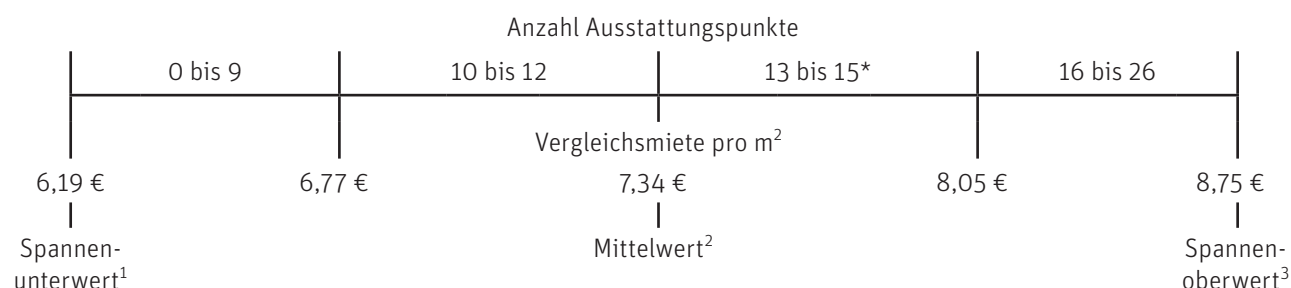 Anzahl Ausstattungspunkte
0 bis 9 10 bis 12 13 bis 15* 16 bis 26
Vergleichsmiete pro m²
6,19 € 6,77 € 7,34 € 8,05 € 8,75 €
Spannen- Mittelwert² Spannen-
unterwert¹ oberwert³